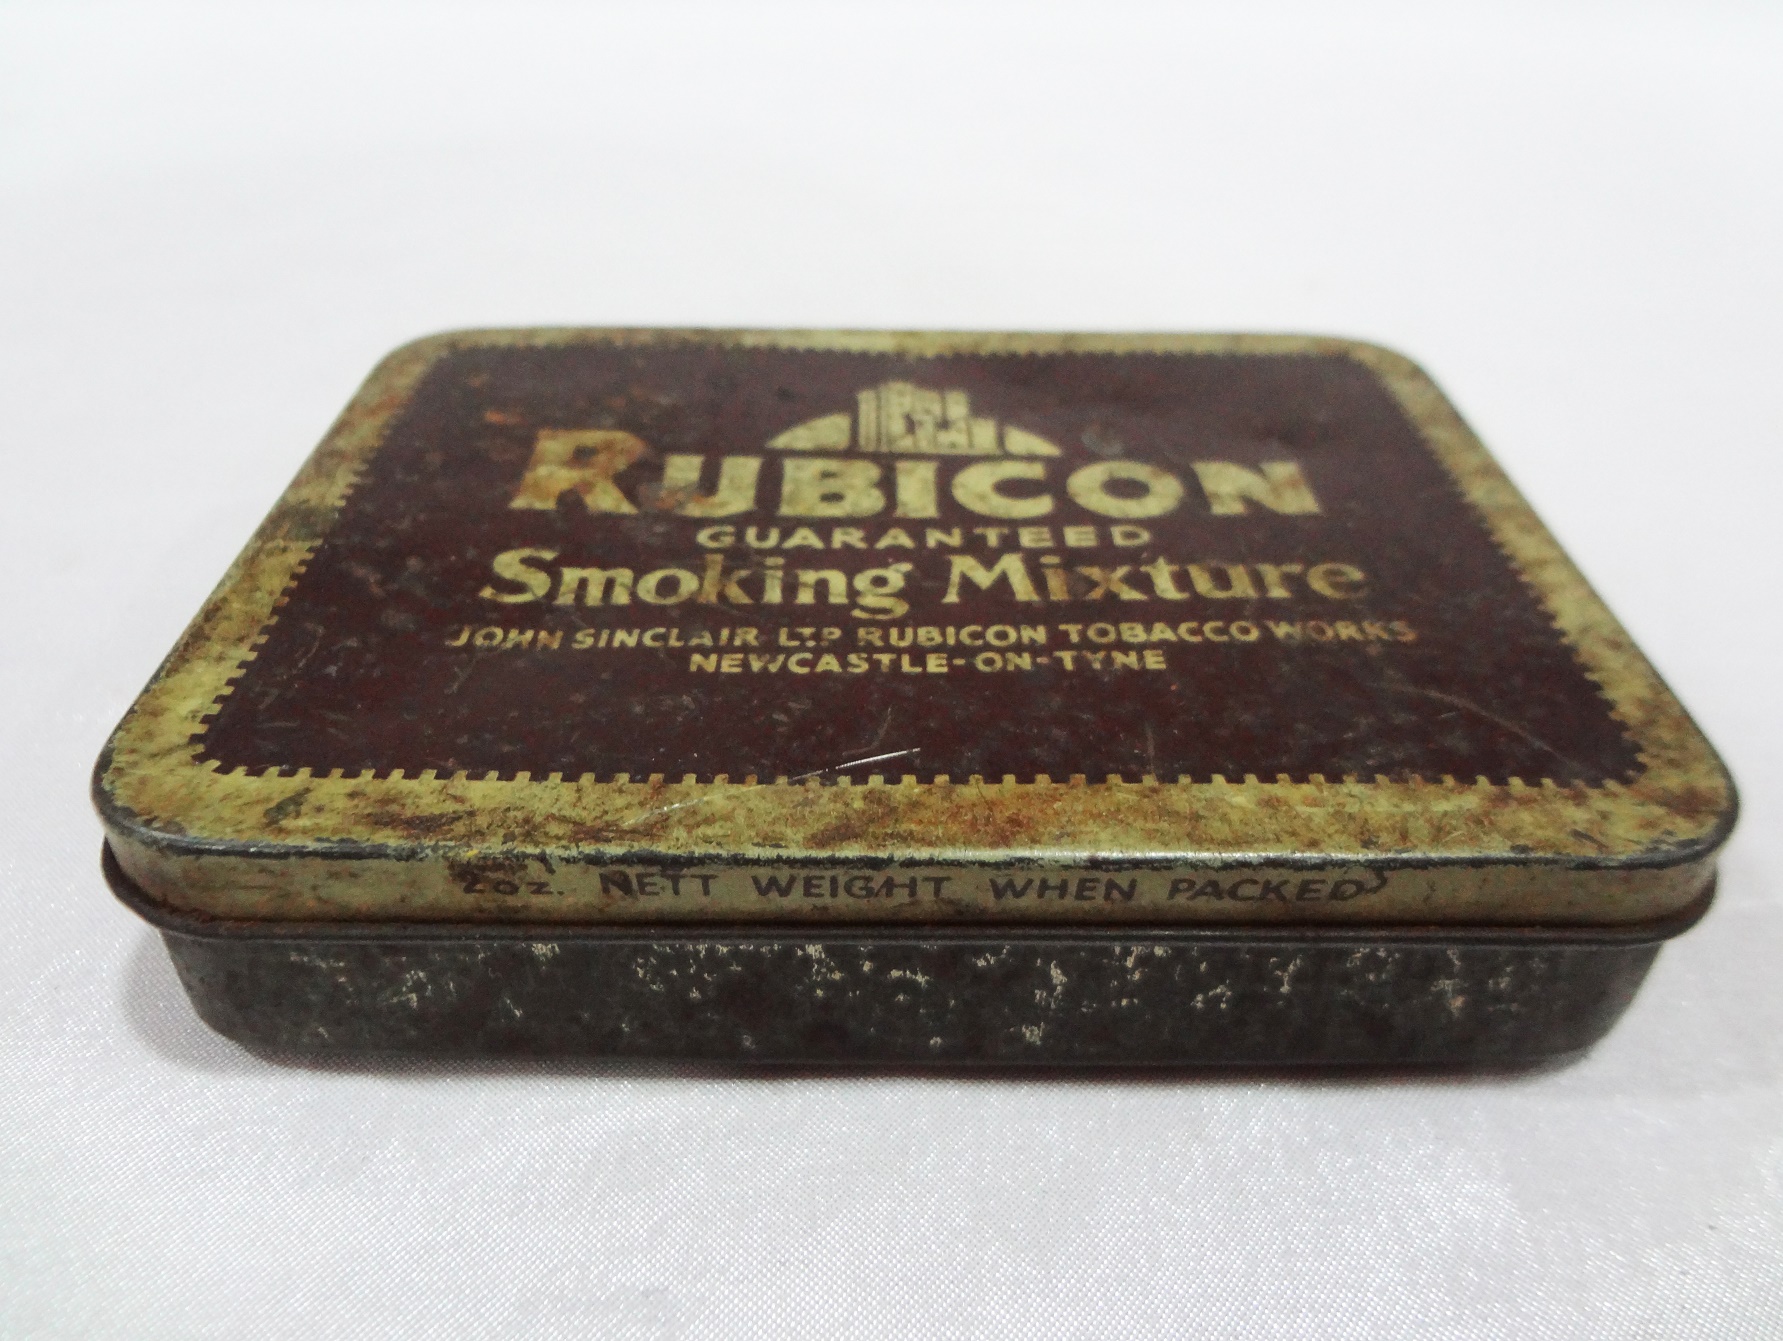 RUBICON
GUARANTEED
Smoking Mixture
JOHN SINCLAIR LTD RUBICON TOBACCO WORKS
NEWCASTLE-ON-TYNE
2oz. NETT WEIGHT WHEN PACKED